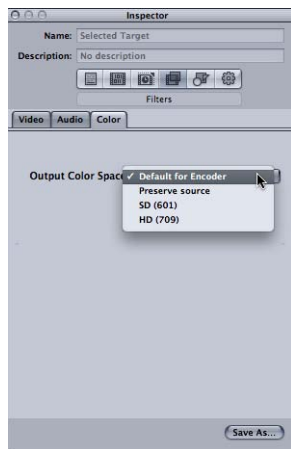 Inspector
Name: Selected Target
Description: No description
Filters
Video Audio Color
Output Color Space ✓ Default for Encoder
Preserve source
SD (601)
HD (709)
Save As...